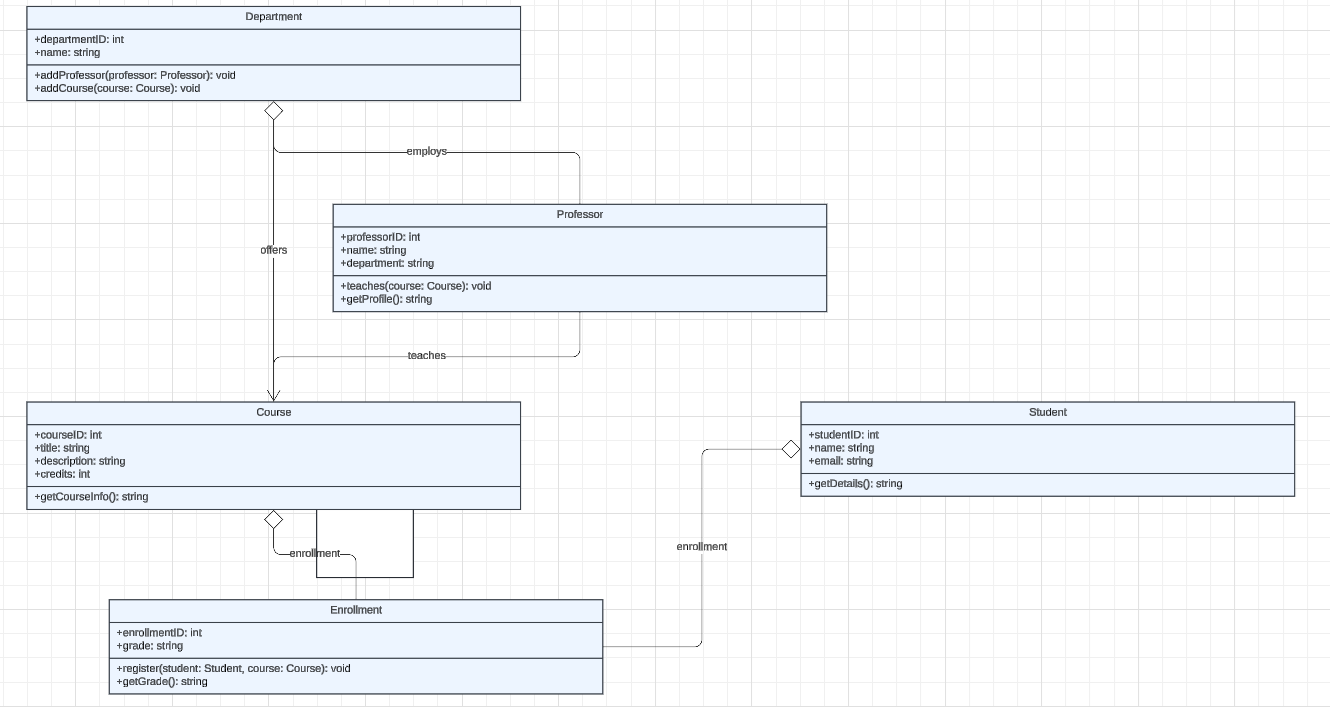 Department
+departmentID: int
+name: string
+addProfessor(professor: Professor): void
+addCourse(course: Course): void
employs
Professor
+professorID: int
+name: string
+department: string
+teaches(course: Course): void
+getProfile(): string
offers
teaches
Course
+courseID: int
+title: string
+description: string
+credits: int
+getCourseInfo(): string
Student
+studentID: int
+name: string
+email: string
+getDetails(): string
enrollment
enrollment
Enrollment
+enrollmentID: int
+grade: string
+register(student: Student, course: Course): void
+getGrade(): string